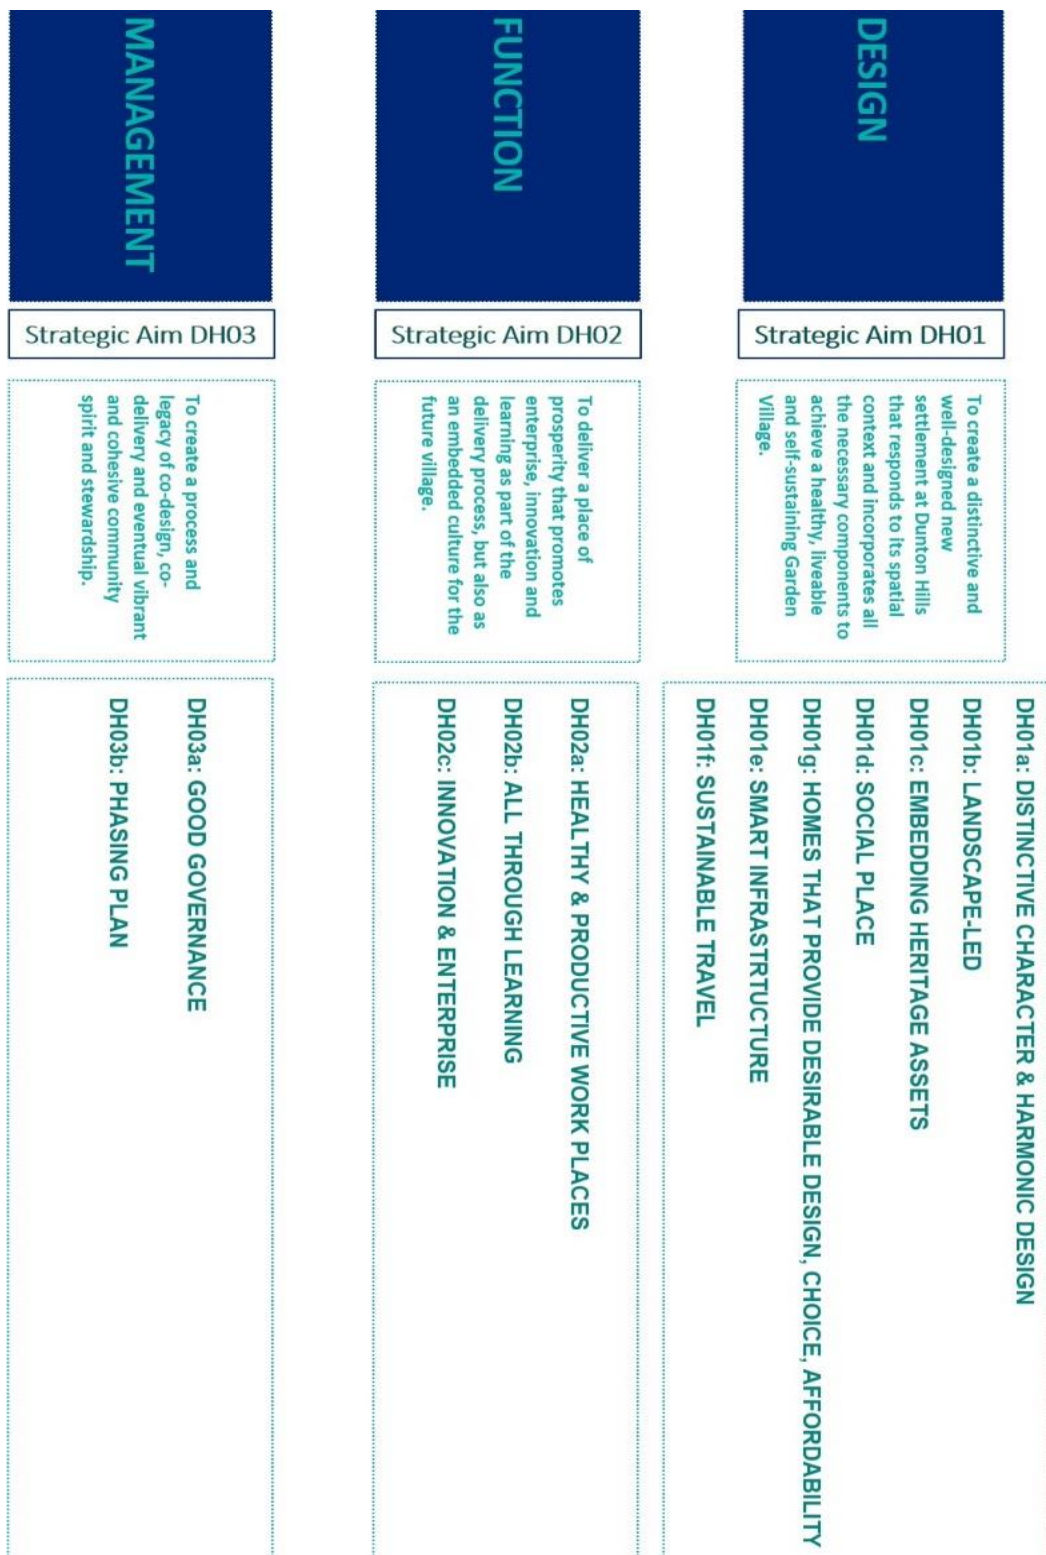 DESIGN
Strategic Aim DH01
To create a distinctive and
well-designed new
settlement at Dunton Hills
that responds to its spatial
context and incorporates all
the necessary components to
achieve a healthy, liveable
and self-sustaining Garden
Village.
DH01a: DISTINCTIVE CHARACTER & HARMONIC DESIGN
DH01b: LANDSCAPE-LED
DH01c: EMBEDDING HERITAGE ASSETS
DH01d: SOCIAL PLACE
DH01g: HOMES THAT PROVIDE DESIRABLE DESIGN, CHOICE, AFFORDABILITY
DH01e: SMART INFRASTRTUCTURE
DH01f: SUSTAINABLE TRAVEL
FUNCTION
Strategic Aim DH02
To deliver a place of
prosperity that promotes
enterprise, innovation and
learning as part of the
delivery process, but also as
an embedded culture for the
future village.
DH02a: HEALTHY & PRODUCTIVE WORK PLACES
DH02b: ALL THROUGH LEARNING
DH02c: INNOVATION & ENTERPRISE
MANAGEMENT
Strategic Aim DH03
To create a process and
legacy of co-design, co-
delivery and eventual vibrant
and cohesive community
spirit and stewardship.
DH03a: GOOD GOVERNANCE
DH03b: PHASING PLAN